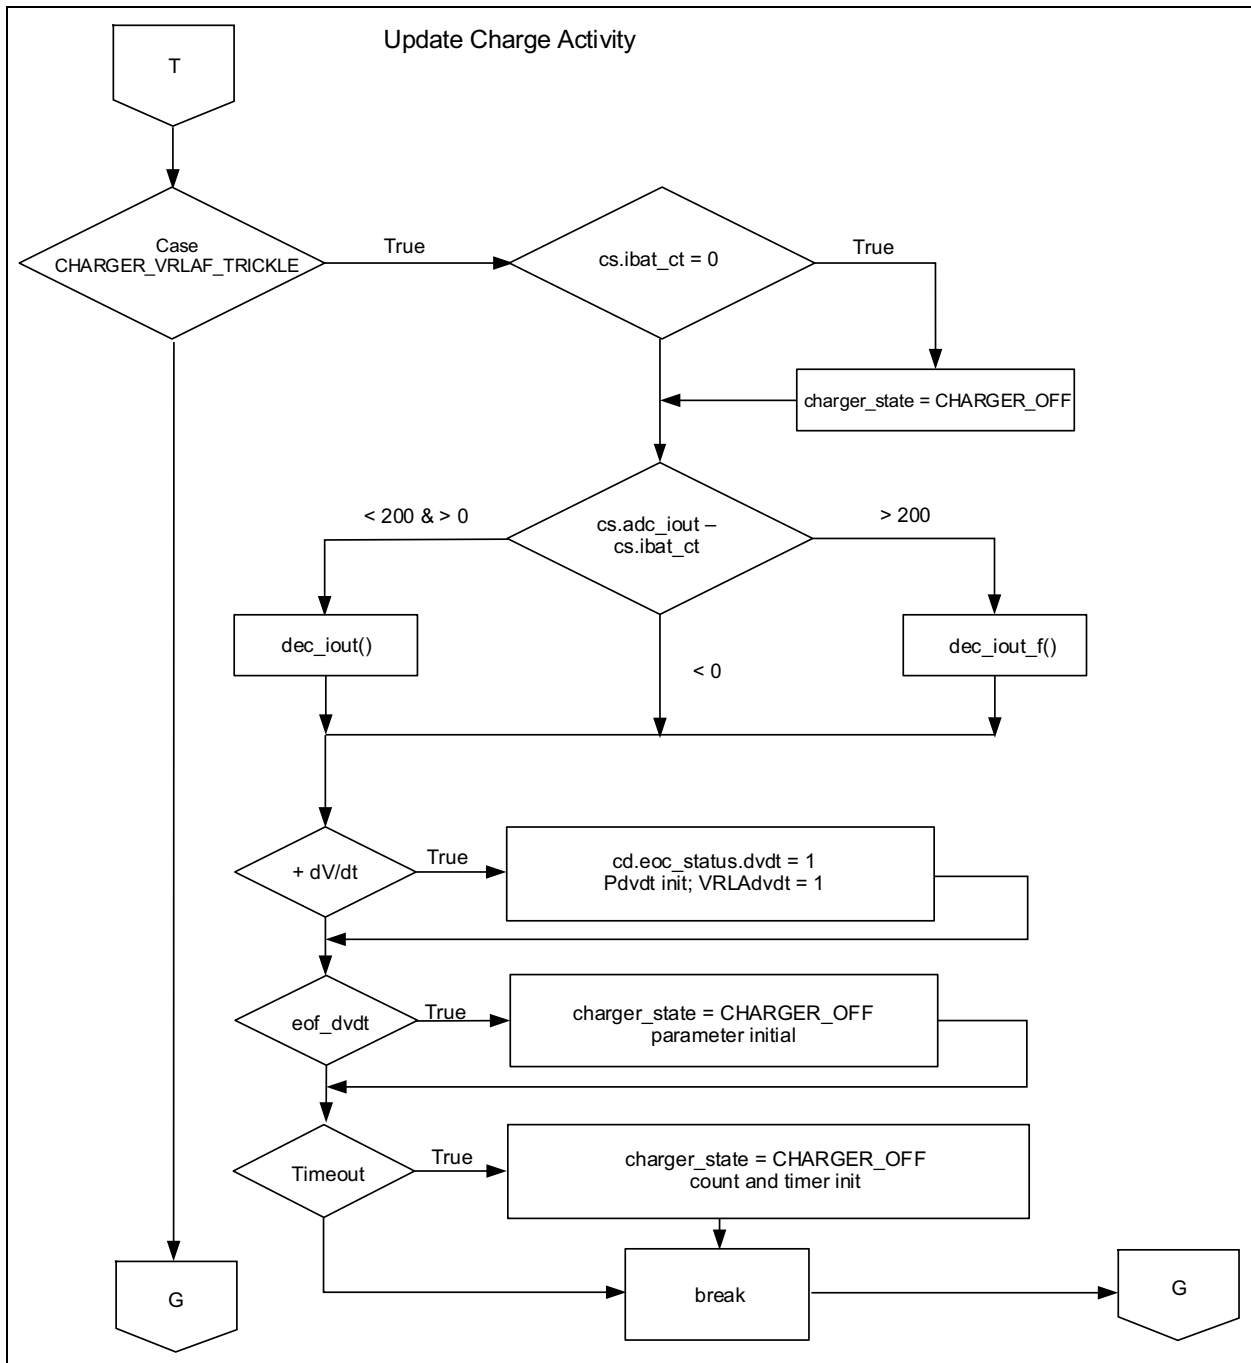 Update Charge Activity
T
Case
CHARGER_VRLAF_TRICKLE
True
cs.ibat_ct = 0
True
charger_state = CHARGER_OFF
< 200 & > 0
cs.adc_iout –
cs.ibat_ct
> 200
dec_iout()
< 0
dec_iout_f()
+ dV/dt
True
cd.eoc_status.dvdt = 1
Pdvdt init; VRLAdvdt = 1
eof_dvdt
True
charger_state = CHARGER_OFF
parameter initial
Timeout
True
charger_state = CHARGER_OFF
count and timer init
G
break
G